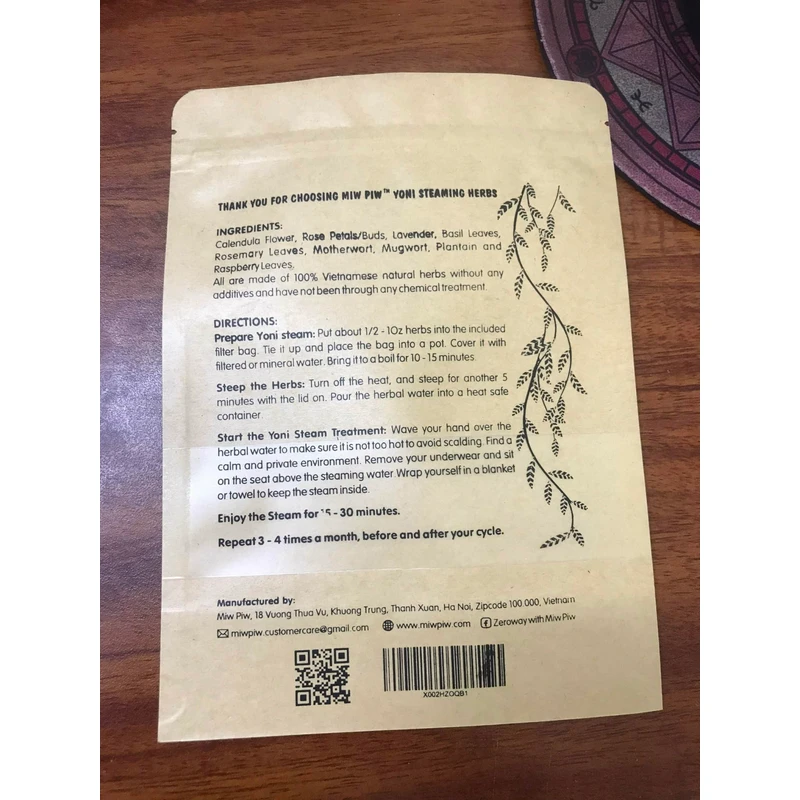 THANK YOU FOR CHOOSING MIW PIW™ YONI STEAMING HERBS
INGREDIENTS:
Calendula Flower, Rose Petals/Buds, Lavender, Basil Leaves,
Rosemary Leaves, Motherwort, Mugwort, Plantain and
Raspberry Leaves,
All are made of 100% Vietnamese natural herbs without any
additives and have not been through any chemical treatment.
DIRECTIONS:
Prepare Yoni steam: Put about 1/2 - 1Oz herbs into the included
filter bag. Tie it up and place the bag into a pot. Cover it with
filtered or mineral water. Bring it to a boil for 10 - 15 minutes.
Steep the Herbs: Turn off the heat, and steep for another 5
minutes with the lid on. Pour the herbal water into a heat safe
container.
Start the Yoni Steam Treatment: Wave your hand over the
herbal water to make sure it is not too hot to avoid scalding. Find a
calm and private environment. Remove your underwear and sit
on the seat above the steaming water. Wrap yourself in a blanket
or towel to keep the steam inside.
Enjoy the Steam for 15 - 30 minutes.
Repeat 3 - 4 times a month, before and after your cycle.
Manufactured by:
Miw Piw, 18 Vuong Thua Vu, Khuong Trung, Thanh Xuan, Ha Noi, Zipcode 100 000, Vietnam
miwpiw.customercare@gmail.com www.miwpiw.com Zeroway with Miw Piw
X002HZOQB1